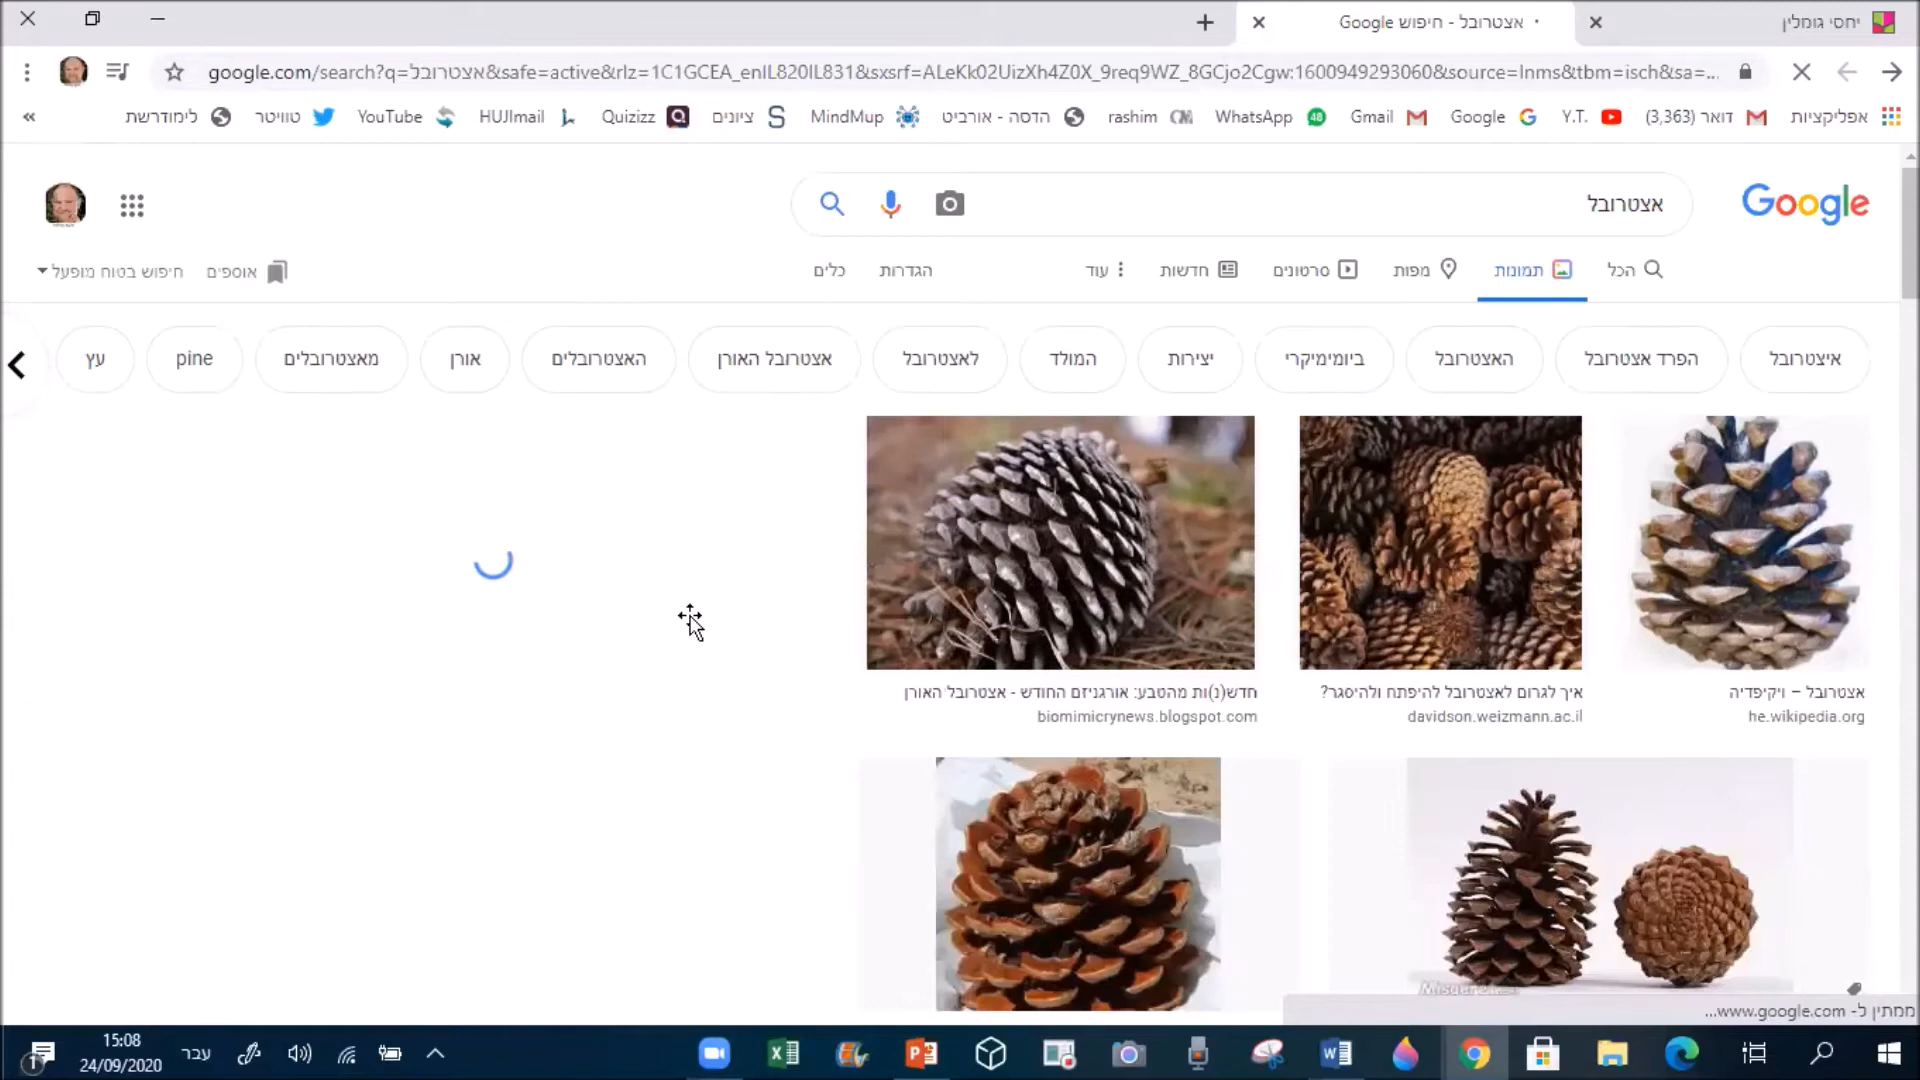 יחסי גומלין
אצטרובל - חיפוש Google
google.com/search?q=אצטרובל&safe=active&rlz=1C1GCEA_enIL820IL831&sxsrf=ALeKk02UizXh4Z0X_9req9WZ_8GCjo2Cgw:1600949293060&source=lnms&tbm=isch&sa=...
אפליקציות דואר (3,363) Y.T. Google Gmail WhatsApp rashim הדסה - אורביט MindMup ציונים Quizizz HUJImail YouTube טוויטר לימודרשת «
48
Google אצטרובל
הכל תמונות מפות סרטונים חדשות עוד הגדרות כלים אוספים חיפוש בטוח מופעל
איצטרובל הפרד אצטרובל האצטרובל ביומימיקרי יצירות המולד לאצטרובל אצטרובל האורן האצטרובלים אורן מאצטרובלים pine עץ
אצטרובל – ויקיפדיה
he.wikipedia.org
איך לגרום לאצטרובל להיפתח ולהיסגר?
davidson.weizmann.ac.il
חדש(נ)ות מהטבע: אורגניזם החודש - אצטרובל האורן
biomimicrynews.blogspot.com
ממתין ל- www.google.com...
עבר
15:08
24/09/2020
1